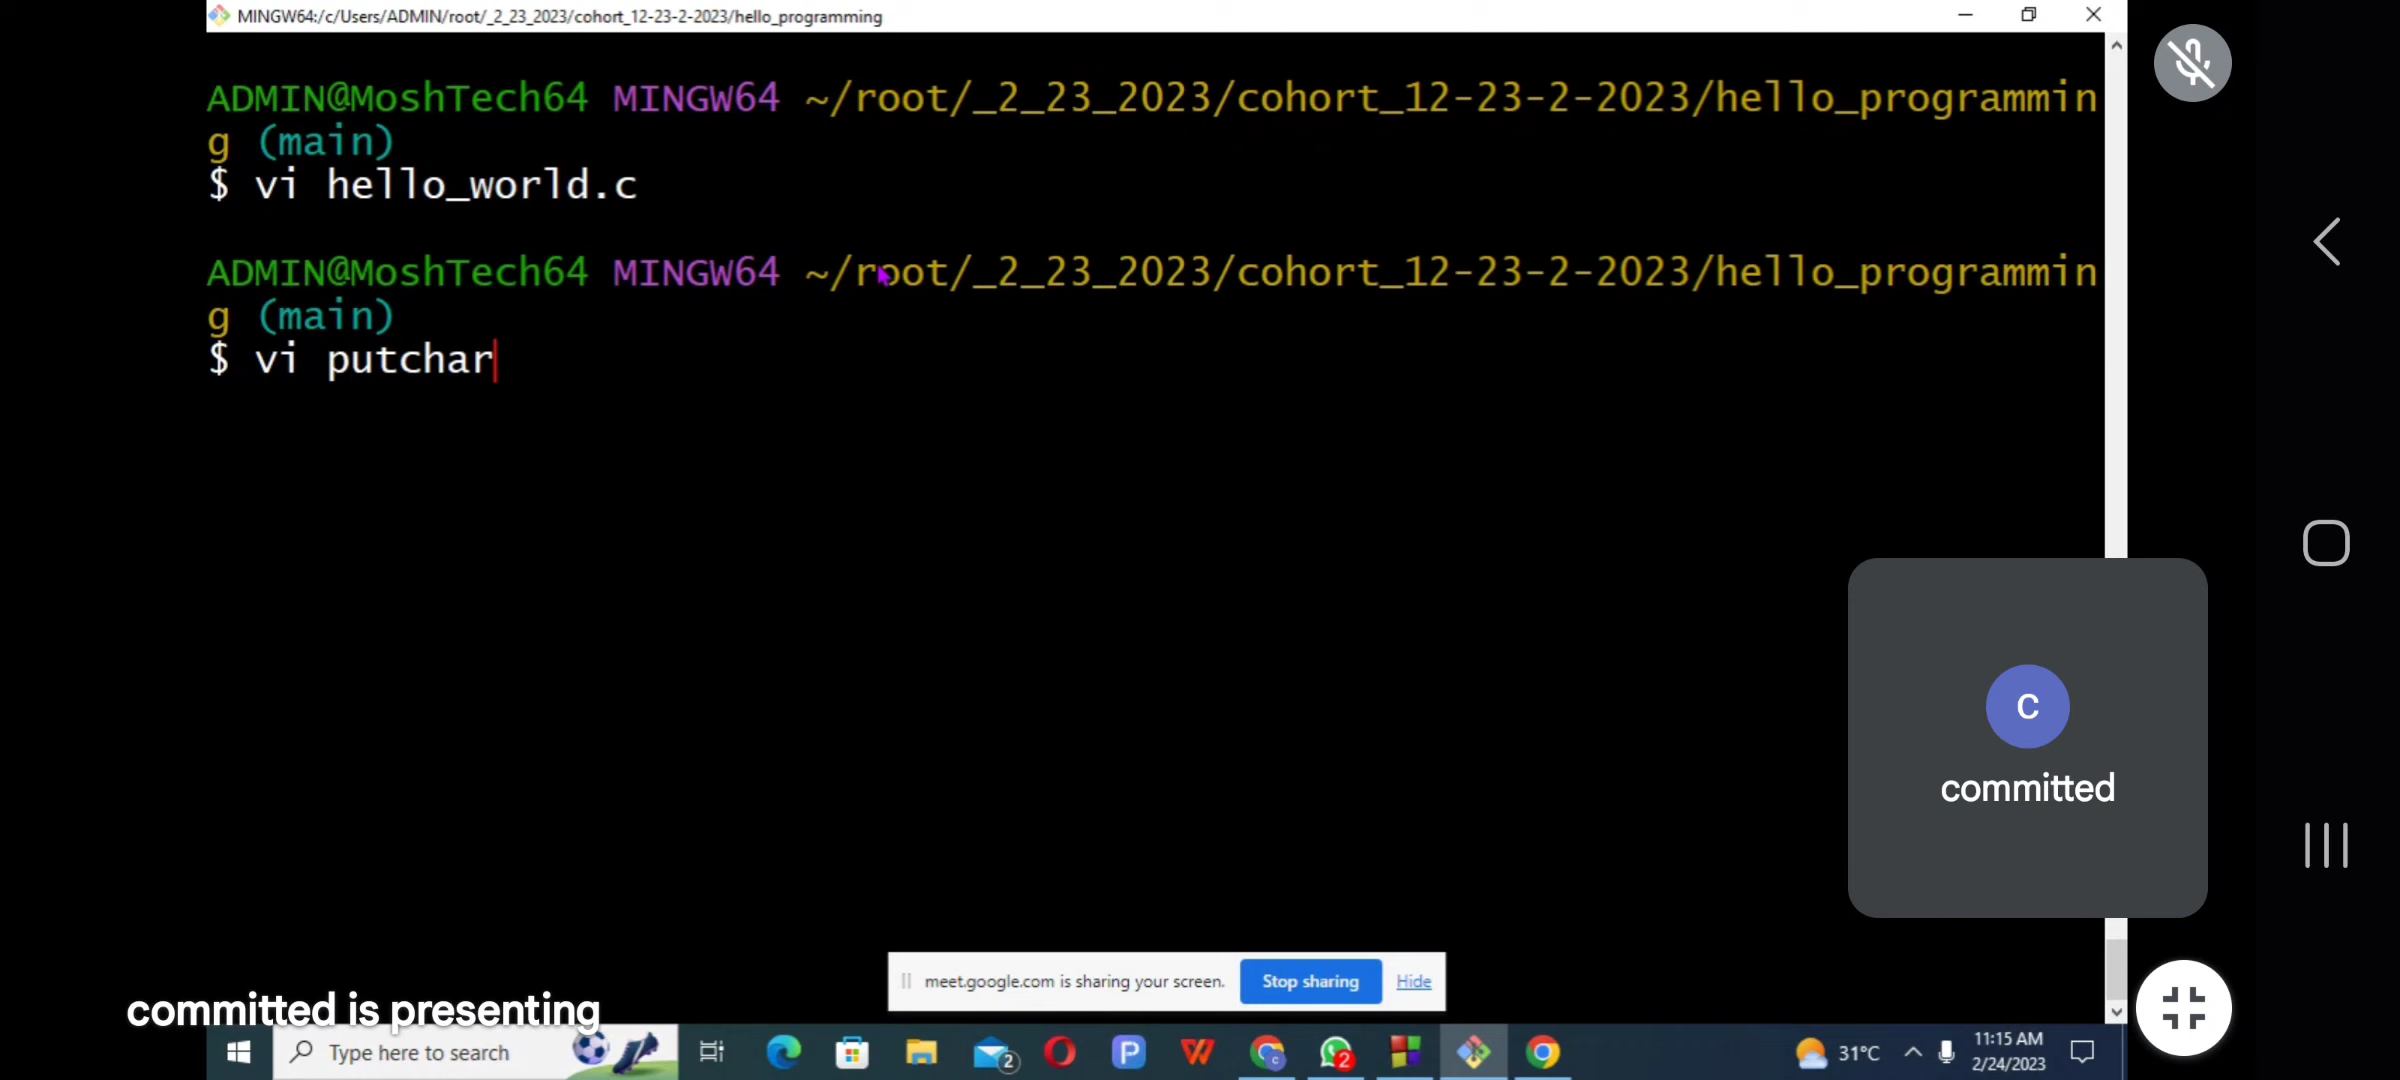 MINGW64:/c/Users/ADMIN/root/_2_23_2023/cohort_12-23-2-2023/hello_programming
ADMIN@MoshTech64 MINGW64 ~/root/_2_23_2023/cohort_12-23-2-2023/hello_programmin
g (main)
$ vi hello_world.c
ADMIN@MoshTech64 MINGW64 ~/root/_2_23_2023/cohort_12-23-2-2023/hello_programmin
g (main)
$ vi putchar
C
committed
meet.google.com is sharing your screen. Stop sharing Hide
committed is presenting
Type here to search
2
P
W
c
2
31°C
11:15 AM
2/24/2023